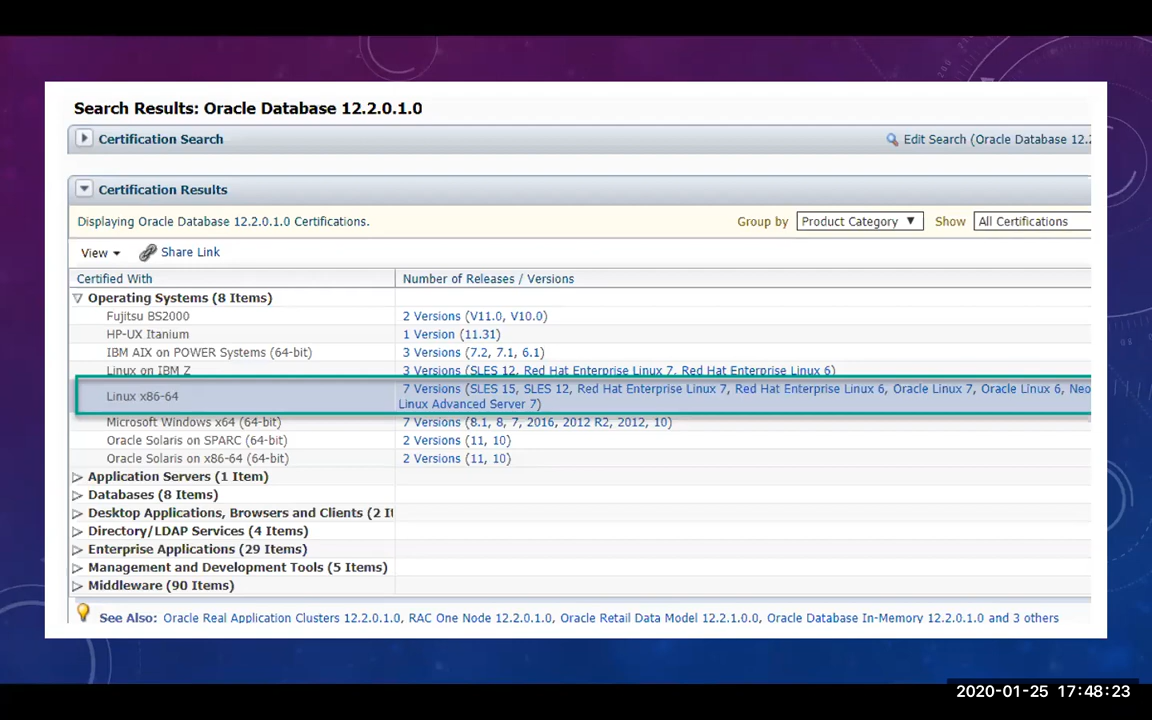 Search Results: Oracle Database 12.2.0.1.0
Certification Search
Edit Search (Oracle Database 12.2
Certification Results
Displaying Oracle Database 12.2.0.1.0 Certifications.
Group by Product Category ▼ Show All Certifications
View Share Link
Certified With Number of Releases / Versions
Operating Systems (8 Items)
Fujitsu BS2000 2 Versions (V11.0, V10.0)
HP-UX Itanium 1 Version (11.31)
IBM AIX on POWER Systems (64-bit) 3 Versions (7.2, 7.1, 6.1)
Linux on IBM Z 3 Versions (SLES 12, Red Hat Enterprise Linux 7, Red Hat Enterprise Linux 6)
Linux x86-64 7 Versions (SLES 15, SLES 12, Red Hat Enterprise Linux 7, Red Hat Enterprise Linux 6, Oracle Linux 7, Oracle Linux 6, Neo
Linux Advanced Server 7)
Microsoft Windows x64 (64-bit) 7 Versions (8.1, 8, 7, 2016, 2012 R2, 2012, 10)
Oracle Solaris on SPARC (64-bit) 2 Versions (11, 10)
Oracle Solaris on x86-64 (64-bit) 2 Versions (11, 10)
Application Servers (1 Item)
Databases (8 Items)
Desktop Applications, Browsers and Clients (2 It
Directory/LDAP Services (4 Items)
Enterprise Applications (29 Items)
Management and Development Tools (5 Items)
Middleware (90 Items)
See Also: Oracle Real Application Clusters 12.2.0.1.0, RAC One Node 12.2.0.1.0, Oracle Retail Data Model 12.2.1.0.0, Oracle Database In-Memory 12.2.0.1.0 and 3 others
2020-01-25 17:48:23